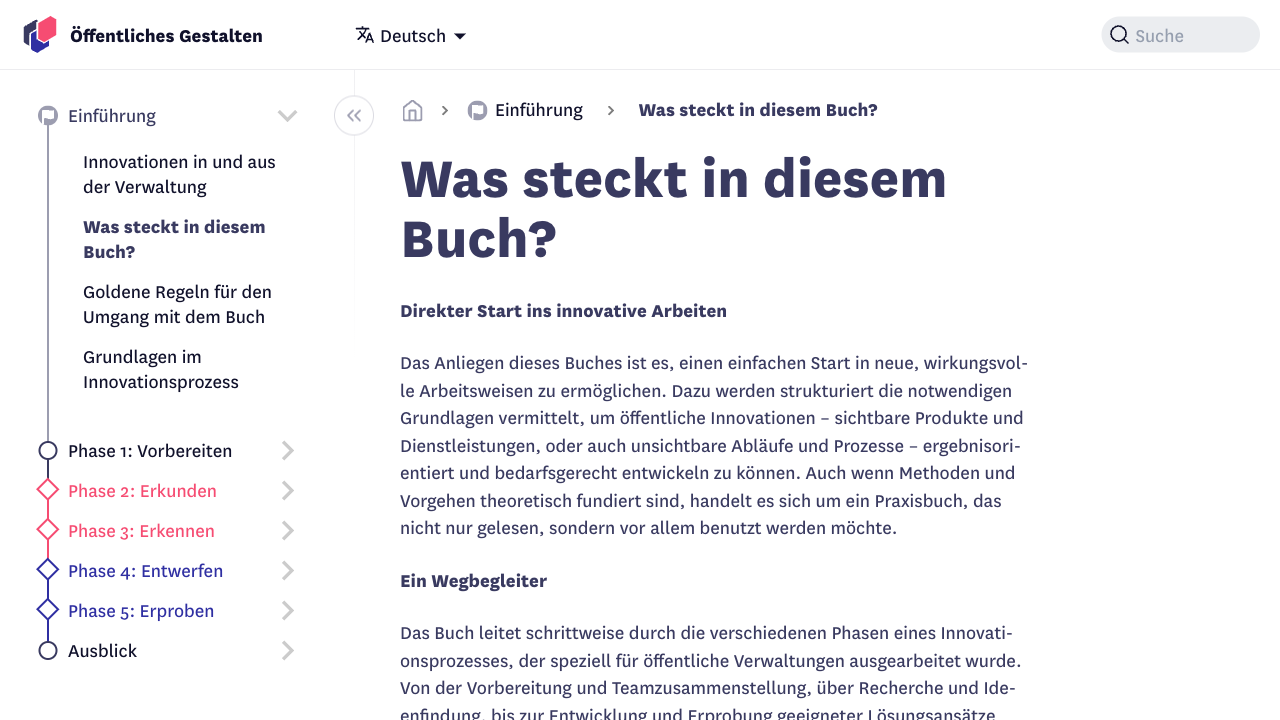 Öffentliches Gestalten
Deutsch
Suche
Einführung
Innovationen in und aus
der Verwaltung
Was steckt in diesem
Buch?
Goldene Regeln für den
Umgang mit dem Buch
Grundlagen im
Innovationsprozess
Phase 1: Vorbereiten
Phase 2: Erkunden
Phase 3: Erkennen
Phase 4: Entwerfen
Phase 5: Erproben
Ausblick
Einführung
Was steckt in diesem Buch?
Was steckt in diesem
Buch?
Direkter Start ins innovative Arbeiten
Das Anliegen dieses Buches ist es, einen einfachen Start in neue, wirkungsvol-
le Arbeitsweisen zu ermöglichen. Dazu werden strukturiert die notwendigen
Grundlagen vermittelt, um öffentliche Innovationen – sichtbare Produkte und
Dienstleistungen, oder auch unsichtbare Abläufe und Prozesse – ergebnisori-
entiert und bedarfsgerecht entwickeln zu können. Auch wenn Methoden und
Vorgehen theoretisch fundiert sind, handelt es sich um ein Praxisbuch, das
nicht nur gelesen, sondern vor allem benutzt werden möchte.
Ein Wegbegleiter
Das Buch leitet schrittweise durch die verschiedenen Phasen eines Innovati-
onsprozesses, der speziell für öffentliche Verwaltungen ausgearbeitet wurde.
Von der Vorbereitung und Teamzusammenstellung, über Recherche und Ide-
enfindung, bis zur Entwicklung und Erprobung geeigneter Lösungsansätze